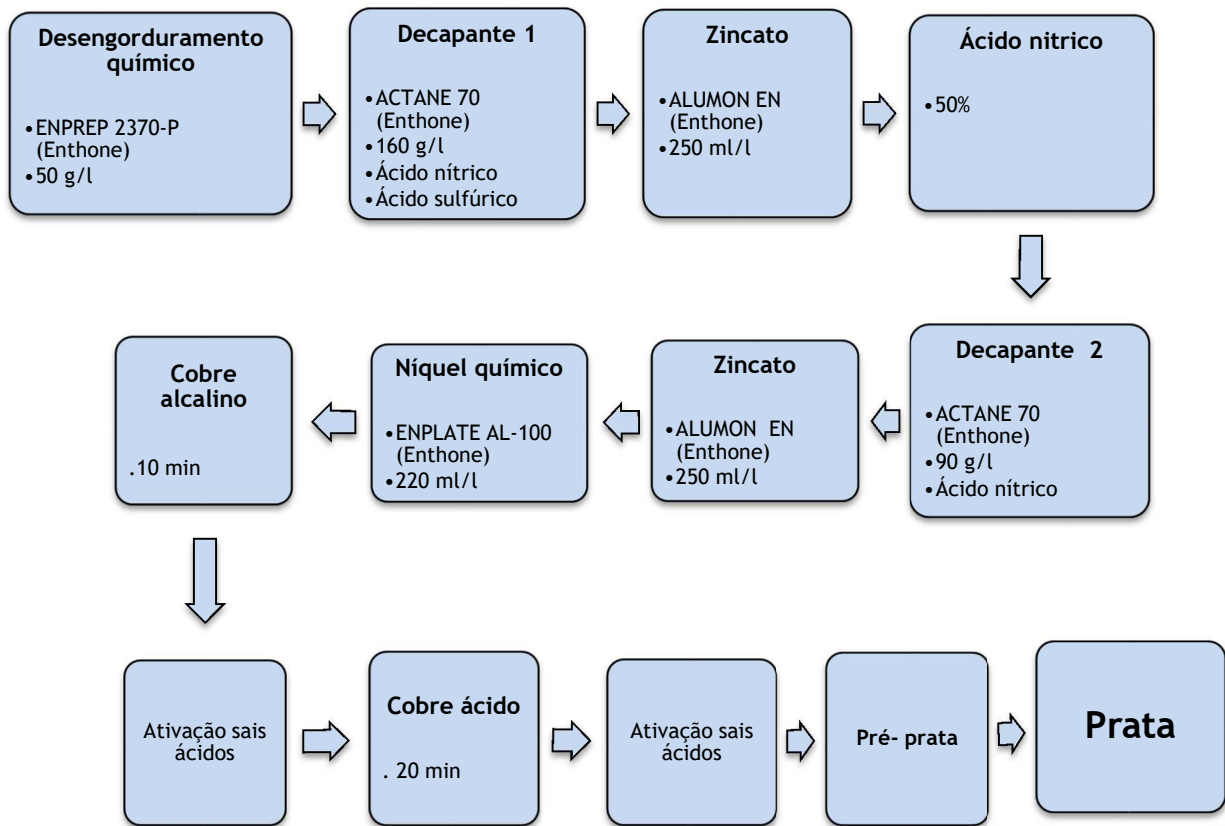 Desengorduramento
químico
•ENPREP 2370-P
(Enthone)
•50 g/l
Decapante 1
•ACTANE 70
(Enthone)
•160 g/l
•Ácido nítrico
•Ácido sulfúrico
Zincato
•ALUMON EN
(Enthone)
•250 ml/l
Ácido nitrico
•50%
Decapante 2
•ACTANE 70
(Enthone)
•90 g/l
•Ácido nítrico
Zincato
•ALUMON EN
(Enthone)
•250 ml/l
Níquel químico
•ENPLATE AL-100
(Enthone)
•220 ml/l
Cobre
alcalino
.10 min
Ativação sais
ácidos
Cobre ácido
. 20 min
Ativação sais
ácidos
Pré- prata
Prata